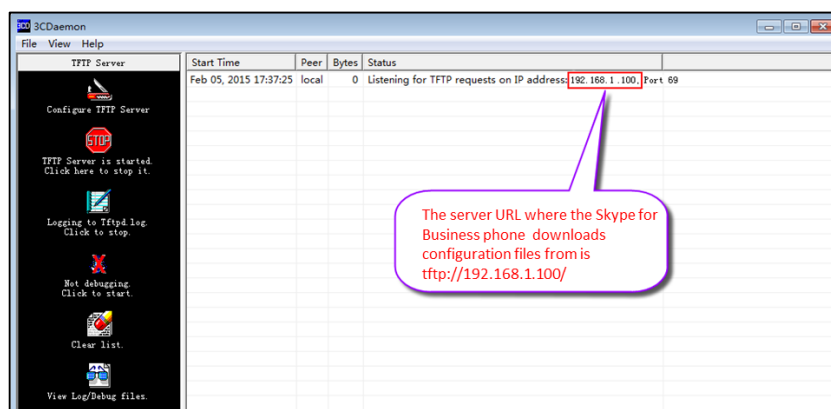 3CD 3CDaemon
File View Help
TFTP Server
Start Time Peer Bytes Status
Feb 05, 2015 17:37:25 local 0 Listening for TFTP requests on IP address: 192.168.1.100, Port 69
Configure TFTP Server
STOP
TFTP Server is started.
Click here to stop it.
Logging to Tftpd.log.
Click to stop.
Not debugging.
Click to start.
Clear list.
View Log/Debug files.
The server URL where the Skype for
Business phone downloads
configuration files from is
tftp://192.168.1.100/